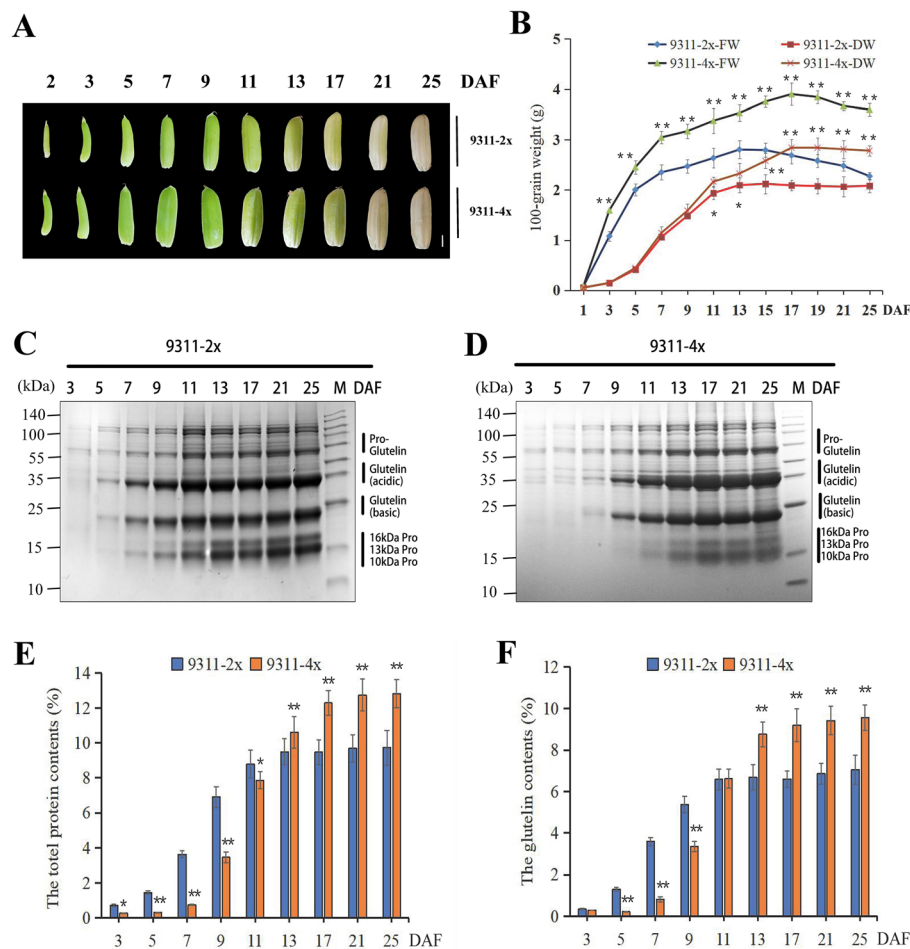 A
2 3 5 7 9 11 13 17 21 25 DAF
9311-2x
9311-4x
B
9311-2x-FW 9311-2x-DW
9311-4x-FW 9311-4x-DW
100-grain weight (g)
5
4
3
2
1
0
** ** ** ** ** ** ** ** ** ** **
** ** ** ** **
* *
1 3 5 7 9 11 13 15 17 19 21 25 DAF
C
9311-2x
(kDa) 3 5 7 9 11 13 17 21 25 M DAF
140
100
55
35
25
15
10
Pro-
Glutelin
Glutelin
(acidic)
Glutelin
(basic)
16kDa Pro
13kDa Pro
10kDa Pro
D
9311-4x
(kDa) 3 5 7 9 11 13 17 21 25 M DAF
140
100
55
35
25
15
10
Pro-
Glutelin
Glutelin
(acidic)
Glutelin
(basic)
16kDa Pro
13kDa Pro
10kDa Pro
E
9311-2x 9311-4x
The totel protein contents (%)
14
12
10
8
6
4
2
0
* ** ** ** * ** ** ** **
3 5 7 9 11 13 17 21 25 DAF
F
9311-2x 9311-4x
The glutelin contents (%)
12
10
8
6
4
2
0
** ** ** ** ** ** **
3 5 7 9 11 13 17 21 25 DAF